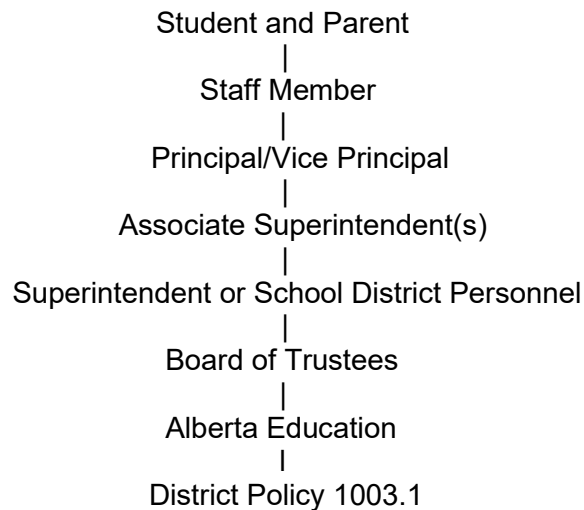 Student and Parent
|
Staff Member
|
Principal/Vice Principal
|
Associate Superintendent(s)
|
Superintendent or School District Personnel
|
Board of Trustees
|
Alberta Education
I
District Policy 1003.1